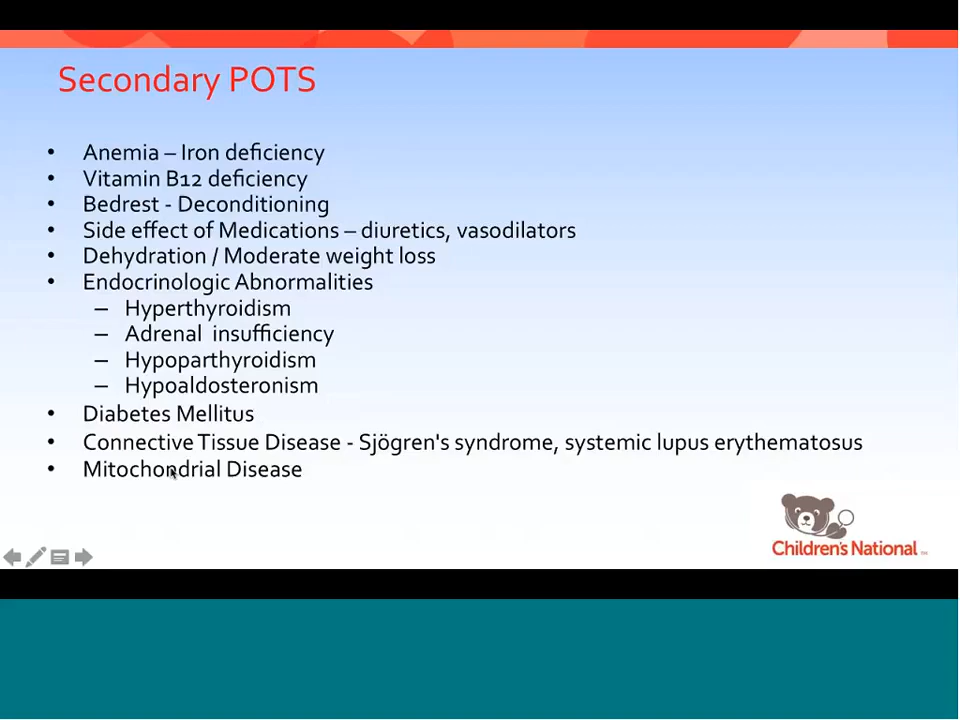 Secondary POTS
• Anemia – Iron deficiency
• Vitamin B12 deficiency
• Bedrest - Deconditioning
• Side effect of Medications – diuretics, vasodilators
• Dehydration / Moderate weight loss
• Endocrinologic Abnormalities
– Hyperthyroidism
– Adrenal insufficiency
– Hypoparthyroidism
– Hypoaldosteronism
• Diabetes Mellitus
• Connective Tissue Disease - Sjögren's syndrome, systemic lupus erythematosus
• Mitochondrial Disease
Children's National ™